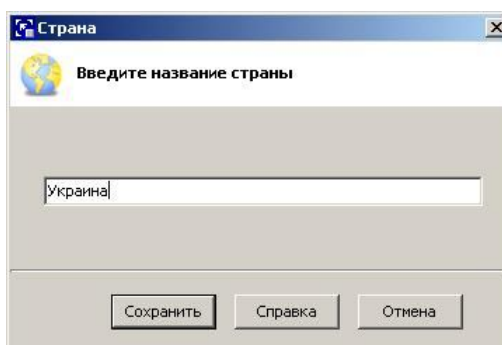 Страна
Введите название страны
Украина
Сохранить Справка Отмена